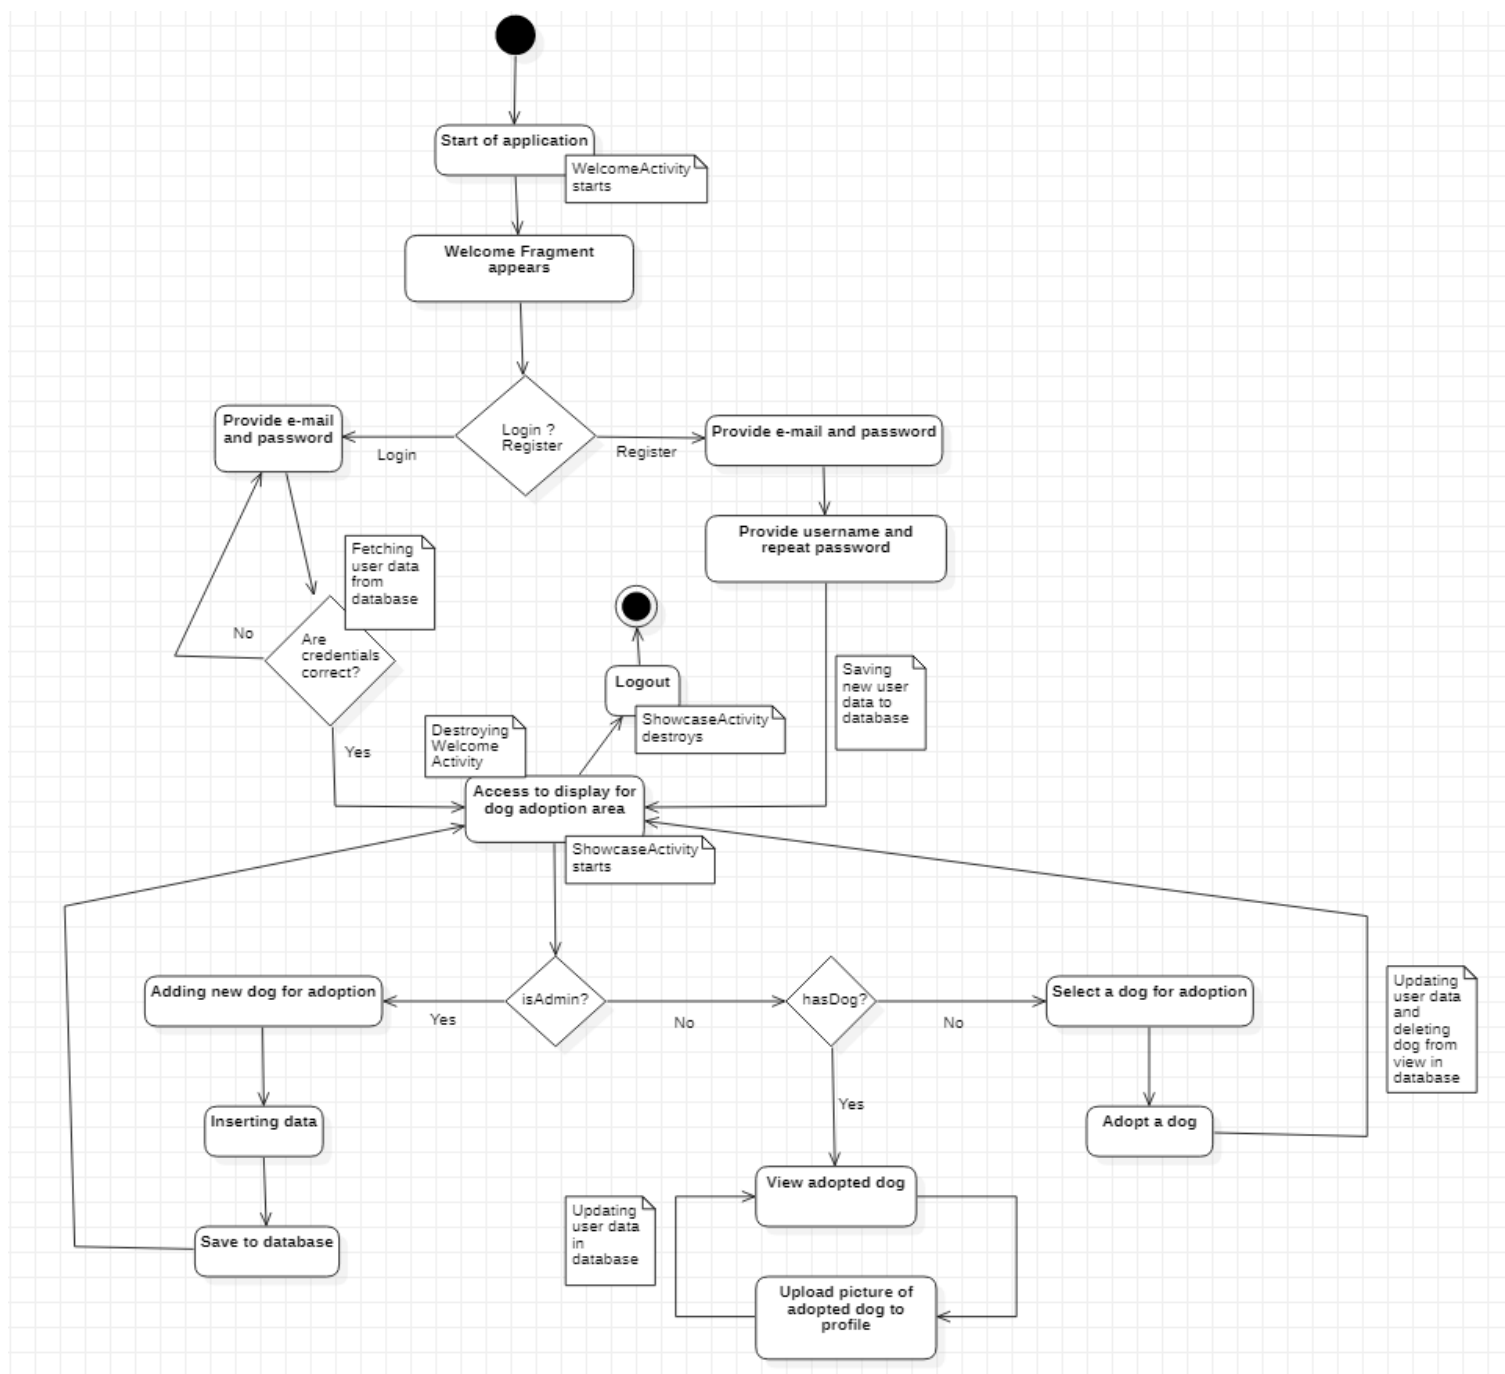 Start of application
WelcomeActivity
starts
Welcome Fragment
appears
Provide e-mail
and password
Login
Login ?
Register
Register
Provide e-mail and password
Provide username and
repeat password
Fetching
user data
from
database
No
Are
credentials
correct?
Yes
Logout
ShowcaseActivity
destroys
Saving
new user
data to
database
Destroying
Welcome
Activity
Access to display for
dog adoption area
ShowcaseActivity
starts
Adding new dog for adoption
Yes
isAdmin?
No
hasDog?
No
Select a dog for adoption
Updating
user data
and
deleting
dog from
view in
database
Inserting data
Yes
Adopt a dog
Save to database
View adopted dog
Updating
user data
in
database
Upload picture of
adopted dog to
profile